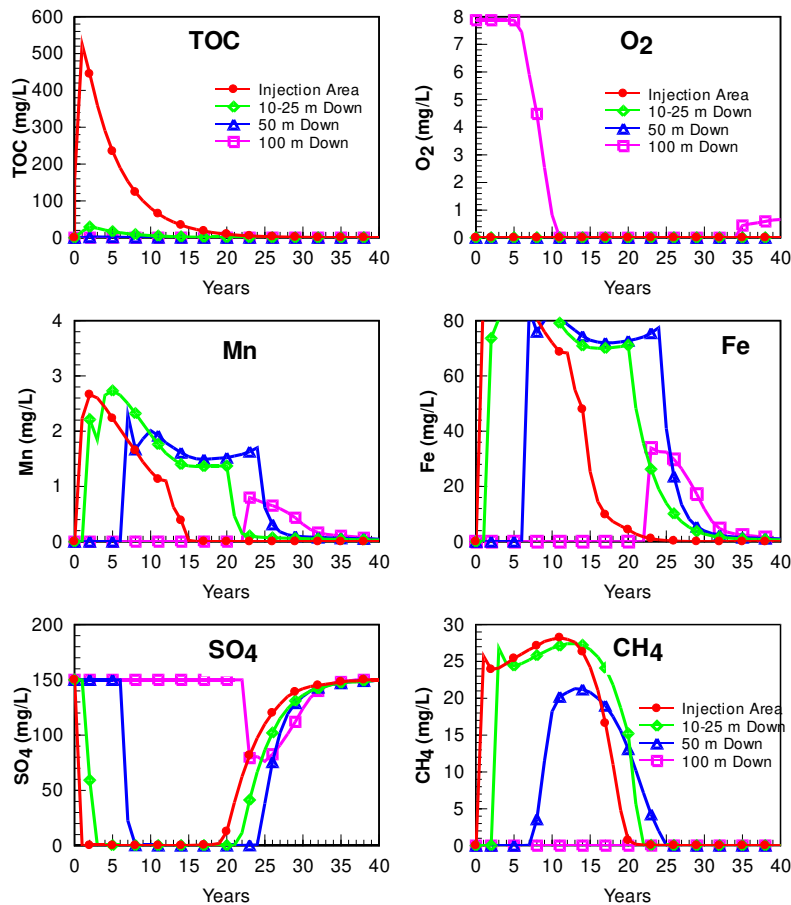 TOC
TOC (mg/L)
600
500
400
300
200
100
0
Injection Area
10-25 m Down
50 m Down
100 m Down
0 5 10 15 20 25 30 35 40
Years
O2
O2 (mg/L)
8
7
6
5
4
3
2
1
0
Injection Area
10-25 m Down
50 m Down
100 m Down
0 5 10 15 20 25 30 35 40
Years
Mn
Mn (mg/L)
4
3
2
1
0
0 5 10 15 20 25 30 35 40
Years
Fe
Fe (mg/L)
80
60
40
20
0
0 5 10 15 20 25 30 35 40
Years
SO4
SO4 (mg/L)
200
150
100
50
0
0 5 10 15 20 25 30 35 40
Years
CH4
CH4 (mg/L)
30
25
20
15
10
5
0
Injection Area
10-25 m Down
50 m Down
100 m Down
0 5 10 15 20 25 30 35 40
Years